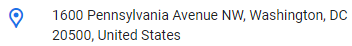 1600 Pennsylvania Avenue NW, Washington, DC
20500, United States